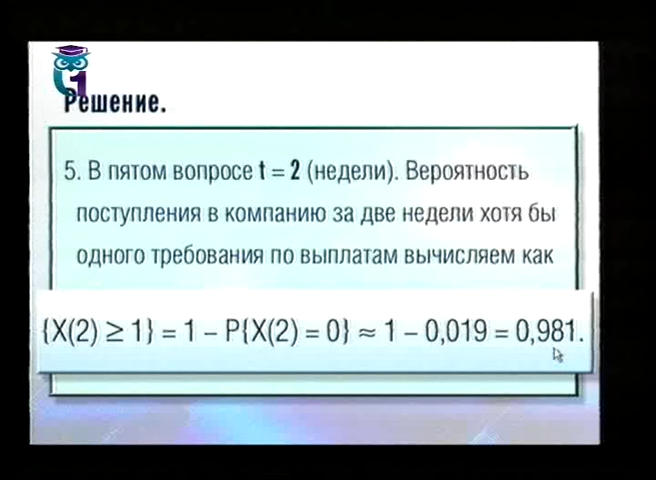 Решение.
5. В пятом вопросе t = 2 (недели). Вероятность
поступления в компанию за две недели хотя бы
одного требования по выплатам вычисляем как
{X(2) ≥ 1} = 1 – P{X(2) = 0} ≈ 1 – 0,019 = 0,981.